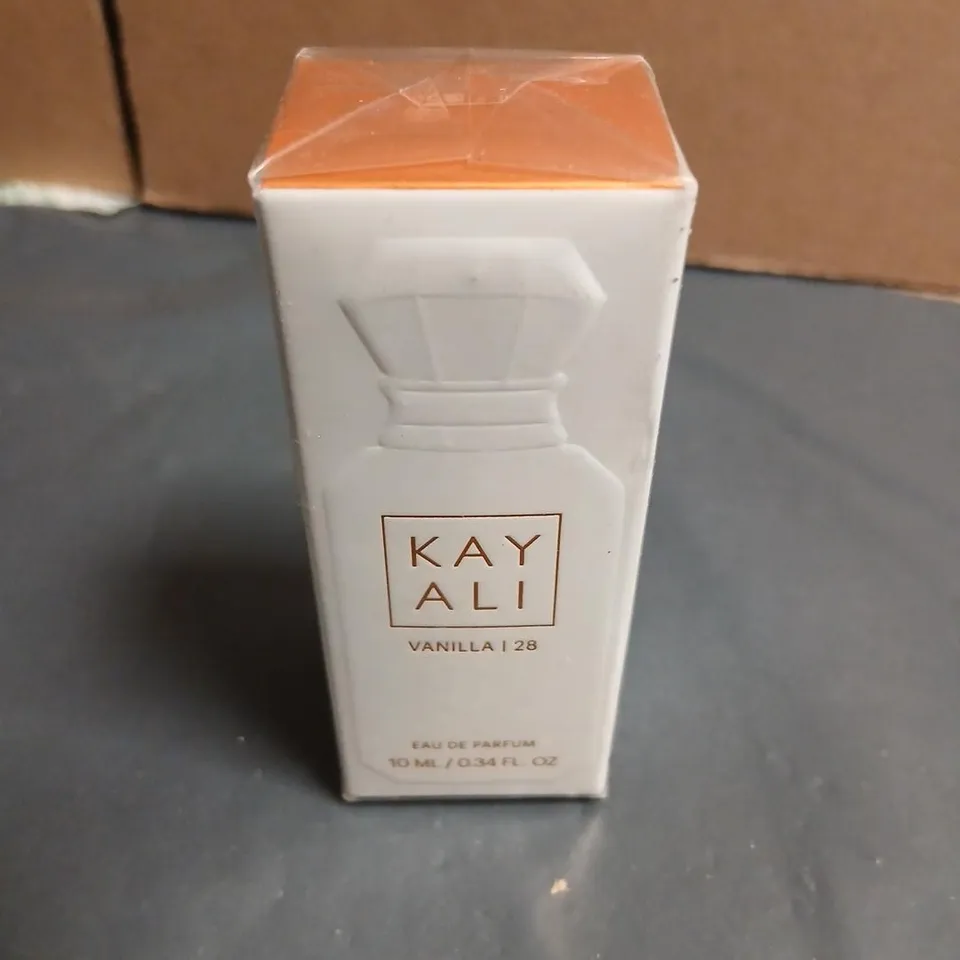 KAY
ALI
VANILLA | 28
EAU DE PARFUM
10 ML / 0.34 FL. OZ